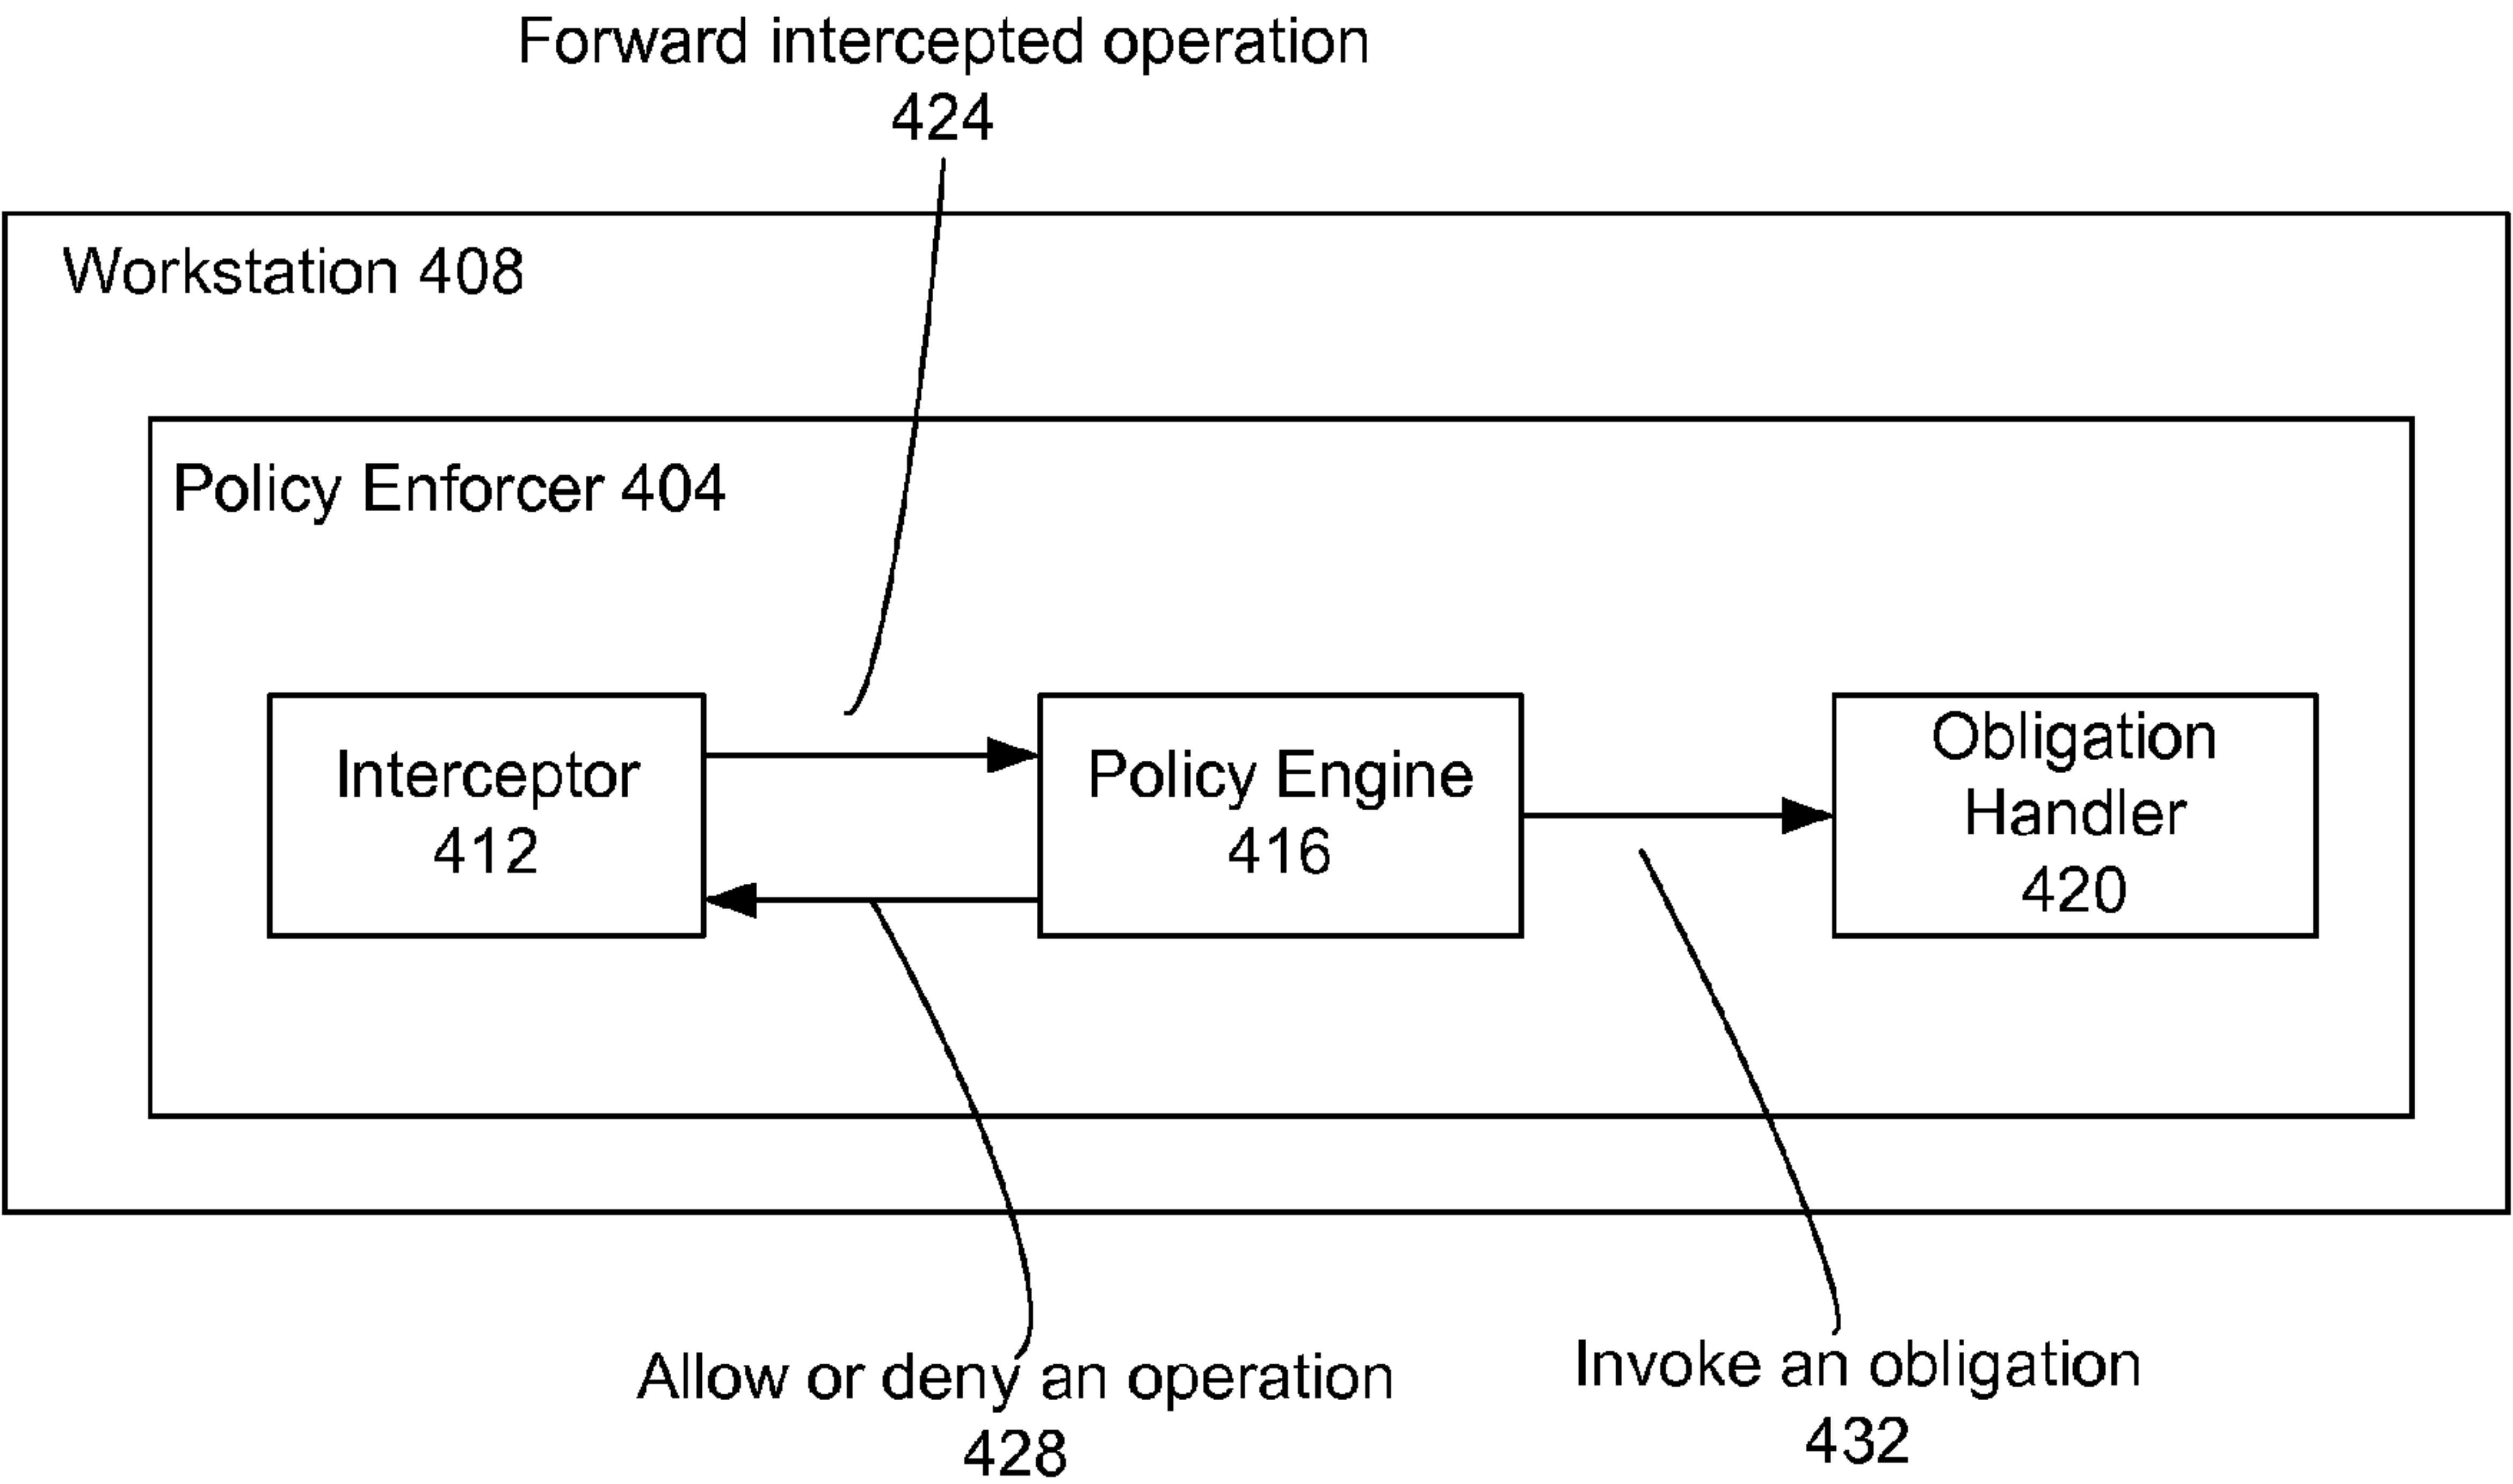 Forward intercepted operation
424
Workstation 408
Policy Enforcer 404
Interceptor
412
Policy Engine
416
Obligation
Handler
420
Allow or deny an operation
428
Invoke an obligation
432